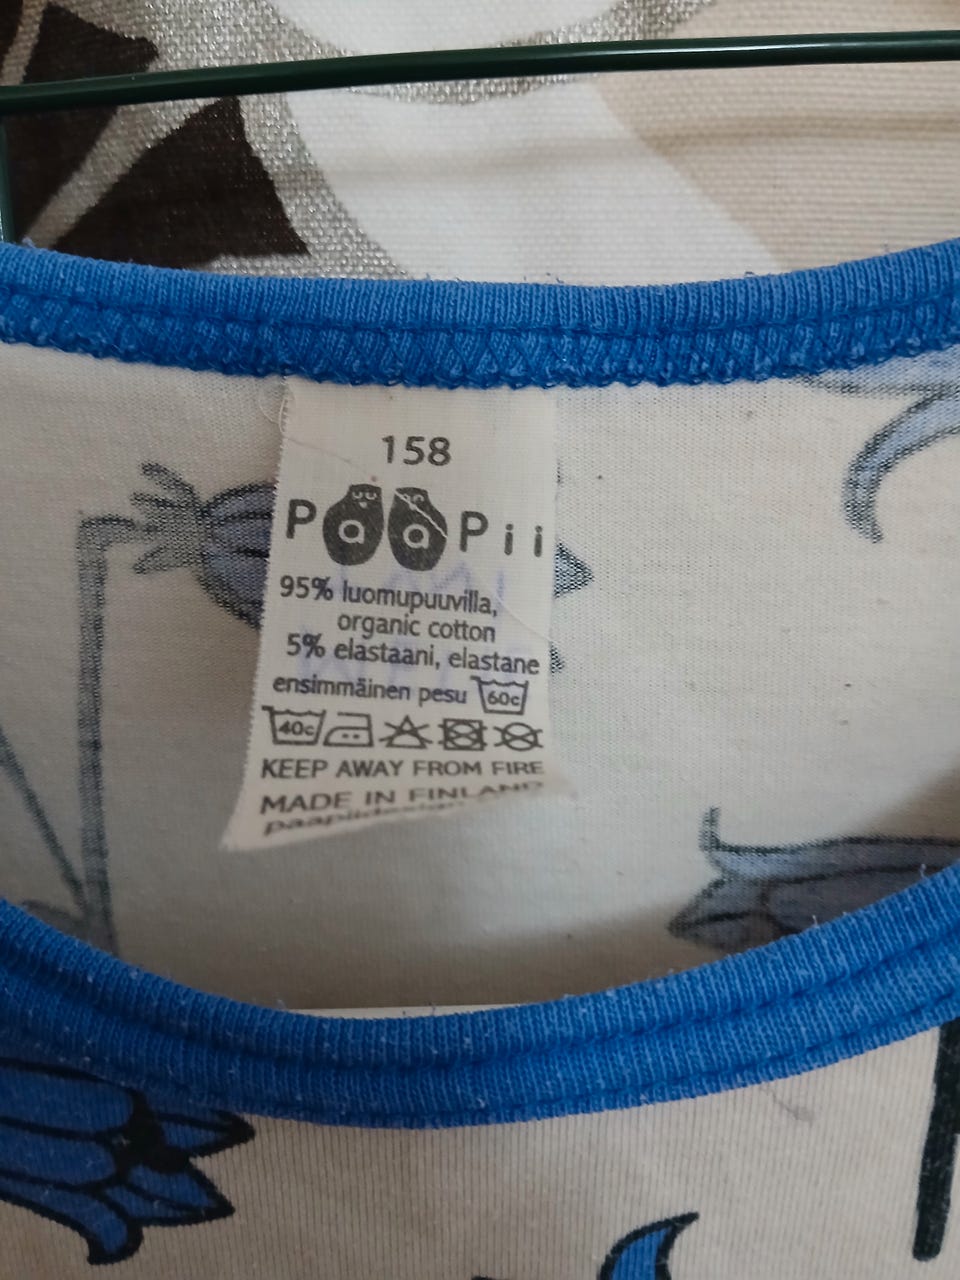 158
PaaPii
95% luomupuuvilla,
organic cotton
5% elastaani, elastane
ensimmäinen pesu 60c
40c
KEEP AWAY FROM FIRE
MADE IN FINLAND
paapiidesign